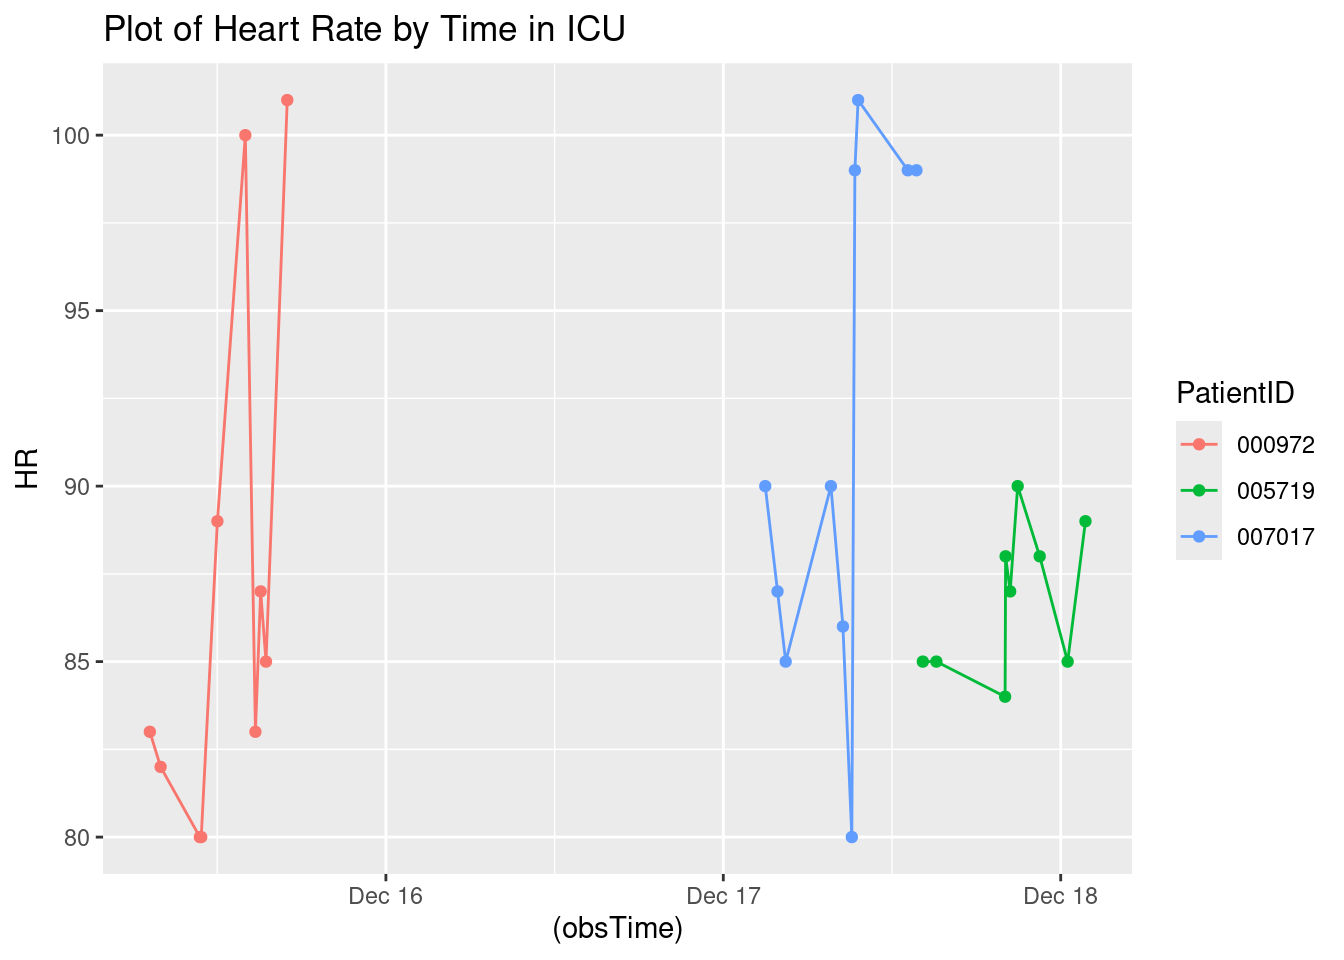 Plot of Heart Rate by Time in ICU
HR
100
95
90
85
80
Dec 16 Dec 17 Dec 18
(obsTime)
PatientID
000972
005719
007017